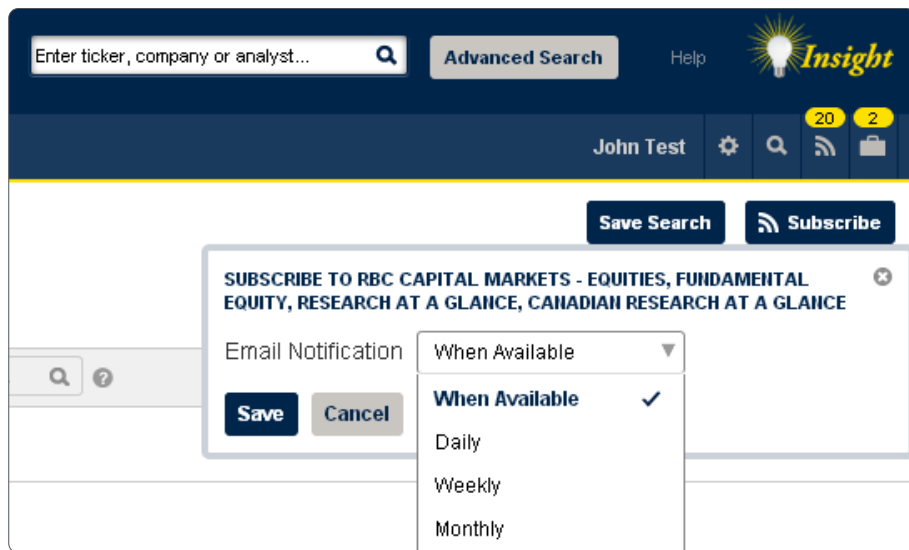 Enter ticker, company or analyst...
Advanced Search
Help
Insight
20
2
John Test
Save Search
Subscribe
SUBSCRIBE TO RBC CAPITAL MARKETS - EQUITIES, FUNDAMENTAL
EQUITY, RESEARCH AT A GLANCE, CANADIAN RESEARCH AT A GLANCE
Email Notification
When Available
?
Save
Cancel
When Available
Daily
Weekly
Monthly